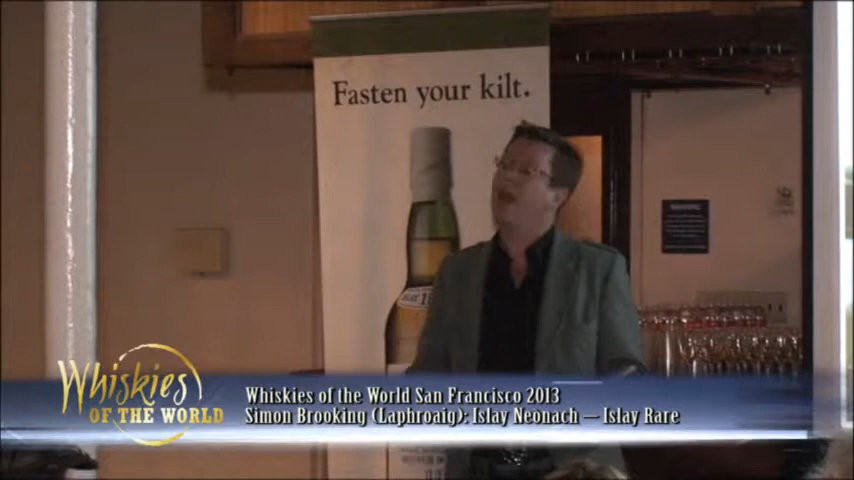 Fasten your kilt.
WARNING
Whiskies
OF THE WORLD
Whiskies of the World San Francisco 2013
Simon Brooking (Laphroaig): Islay Neonach — Islay Rare